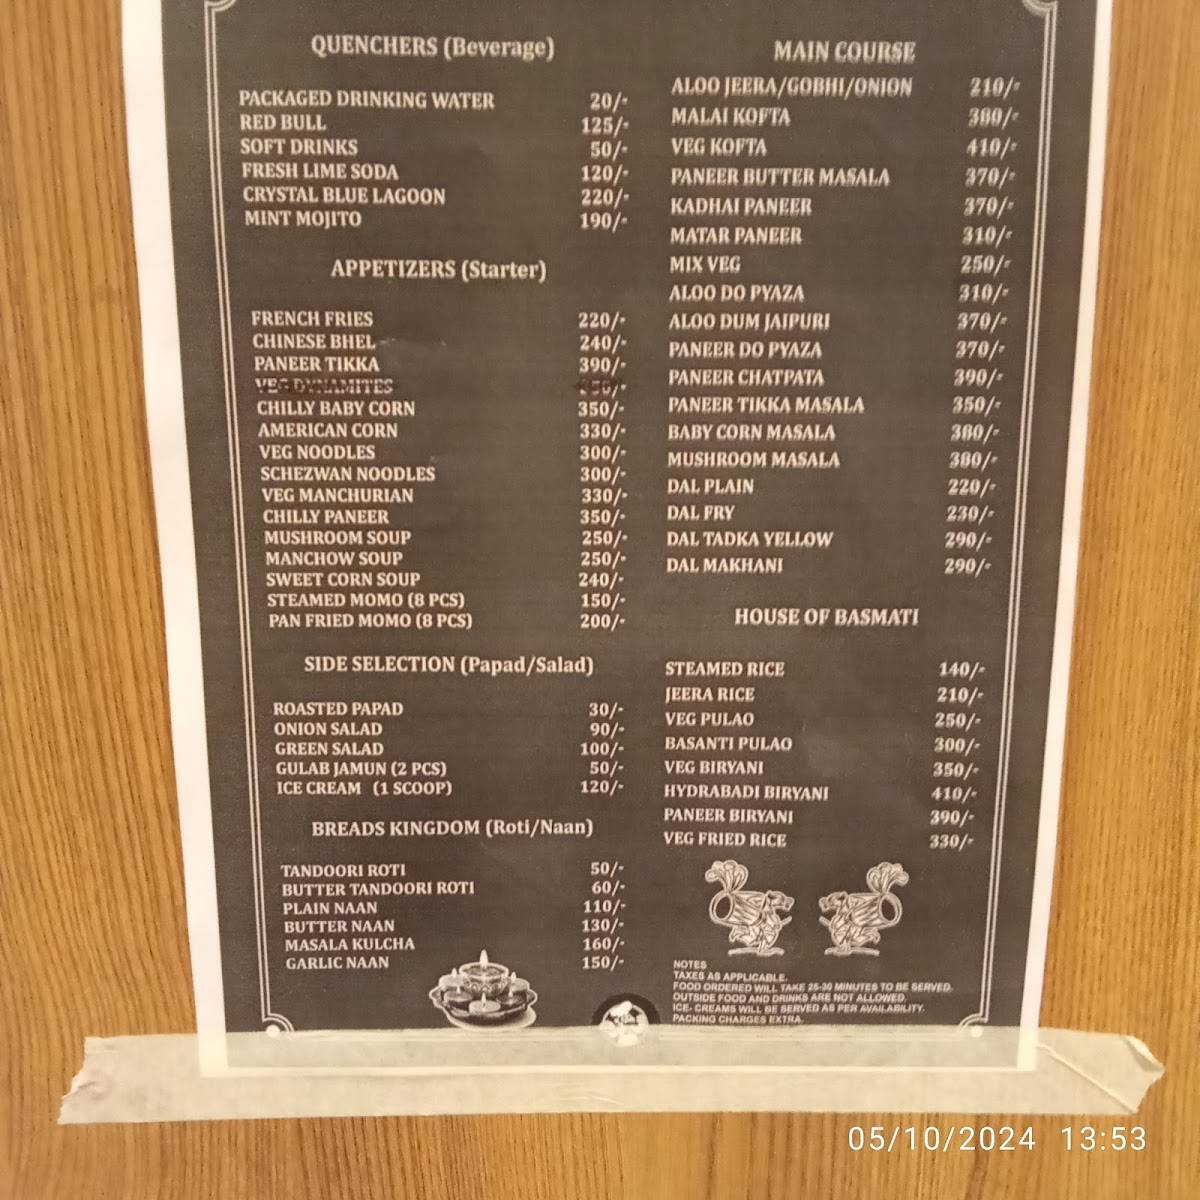 QUENCHERS (Beverage)
PACKAGED DRINKING WATER 20/-
RED BULL 125/-
SOFT DRINKS 50/-
FRESH LIME SODA 120/-
CRYSTAL BLUE LAGOON 220/-
MINT MOJITO 190/-
APPETIZERS (Starter)
FRENCH FRIES 220/-
CHINESE BHEL 240/-
PANEER TIKKA 390/-
VEG DYNAMITES
CHILLY BABY CORN 350/-
AMERICAN CORN 330/-
VEG NOODLES 300/-
SCHEZWAN NOODLES 300/-
VEG MANCHURIAN 330/-
CHILLY PANEER 350/-
MUSHROOM SOUP 250/-
MANCHOW SOUP 250/-
SWEET CORN SOUP 240/-
STEAMED MOMO (8 PCS) 150/-
PAN FRIED MOMO (8 PCS) 200/-
SIDE SELECTION (Papad/Salad)
ROASTED PAPAD 30/-
ONION SALAD 90/-
GREEN SALAD 100/-
GULAB JAMUN (2 PCS) 50/-
ICE CREAM (1 SCOOP) 120/-
BREADS KINGDOM (Roti/Naan)
TANDOORI ROTI 50/-
BUTTER TANDOORI ROTI 60/-
PLAIN NAAN 110/-
BUTTER NAAN 130/-
MASALA KULCHA 160/-
GARLIC NAAN 150/-
MAIN COURSE
ALOO JEERA/GOBHI/ONION 210/-
MALAI KOFTA 380/-
VEG KOFTA 410/-
PANEER BUTTER MASALA 370/-
KADHAI PANEER 370/-
MATAR PANEER 310/-
MIX VEG 250/-
ALOO DO PYAZA 310/-
ALOO DUM JAIPURI 370/-
PANEER DO PYAZA 370/-
PANEER CHATPATA 390/-
PANEER TIKKA MASALA 350/-
BABY CORN MASALA 380/-
MUSHROOM MASALA 380/-
DAL PLAIN 220/-
DAL FRY 230/-
DAL TADKA YELLOW 290/-
DAL MAKHANI 290/-
HOUSE OF BASMATI
STEAMED RICE 140/-
JEERA RICE 210/-
VEG PULAO 250/-
BASANTI PULAO 300/-
VEG BIRYANI 350/-
HYDRABADI BIRYANI 410/-
PANEER BIRYANI 390/-
VEG FRIED RICE 330/-
NOTES
TAXES AS APPLICABLE.
FOOD ORDERED WILL TAKE 25-30 MINUTES TO BE SERVED.
OUTSIDE FOOD AND DRINKS ARE NOT ALLOWED.
ICE- CREAMS WILL BE SERVED AS PER AVAILABILITY.
PACKING CHARGES EXTRA.
05/10/2024 13:53